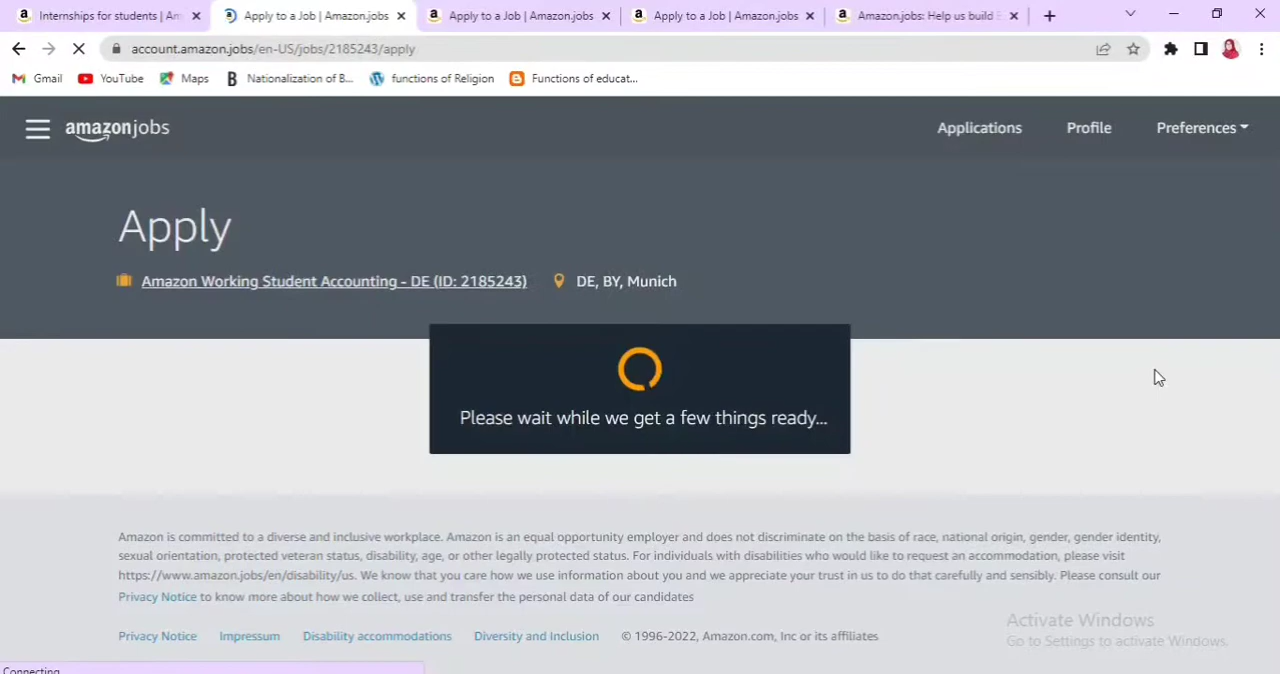 Internships for students | Am
Apply to a Job | Amazon.jobs
Apply to a Job | Amazon.jobs
Apply to a Job | Amazon.jobs
Amazon.jobs: Help us build E
account.amazon.jobs/en-US/jobs/2185243/apply
Gmail
YouTube
Maps
Nationalization of B...
functions of Religion
Functions of educat...
amazonjobs
Applications
Profile
Preferences
Apply
Amazon Working Student Accounting - DE (ID: 2185243)
DE, BY, Munich
Please wait while we get a few things ready...
Amazon is committed to a diverse and inclusive workplace. Amazon is an equal opportunity employer and does not discriminate on the basis of race, national origin, gender, gender identity,
sexual orientation, protected veteran status, disability, age, or other legally protected status. For individuals with disabilities who would like to request an accommodation, please visit
https://www.amazon.jobs/en/disability/us. We know that you care how we use information about you and we appreciate your trust in us to do that carefully and sensibly. Please consult our
Privacy Notice to know more about how we collect, use and transfer the personal data of our candidates
Activate Windows
Go to Settings to activate Windows.
Privacy Notice
Impressum
Disability accommodations
Diversity and Inclusion
© 1996-2022, Amazon.com, Inc or its affiliates
Connecting